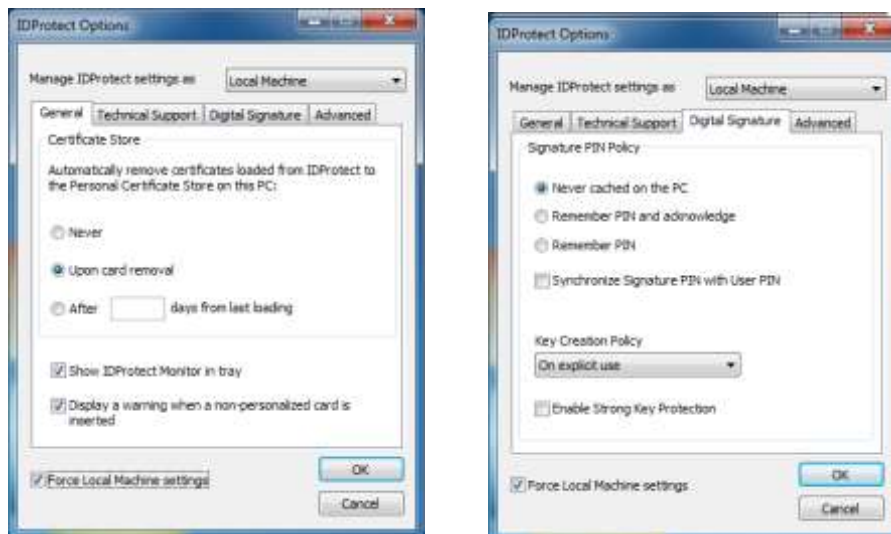 IDProtect Options
Manage IDProtect settings as Local Machine
General Technical Support Digital Signature Advanced
Certificate Store
Automatically remove certificates loaded from IDProtect to
the Personal Certificate Store on this PC:
Never
Upon card removal
After days from last loading
Show IDProtect Monitor in tray
Display a warning when a non-personalized card is
inserted
Force Local Machine settings
OK
Cancel
IDProtect Options
Manage IDProtect settings as Local Machine
General Technical Support Digital Signature Advanced
Signature PIN Policy
Never cached on the PC
Remember PIN and acknowledge
Remember PIN
Synchronize Signature PIN with User PIN
Key Creation Policy
On explicit use
Enable Strong Key Protection
Force Local Machine settings
OK
Cancel